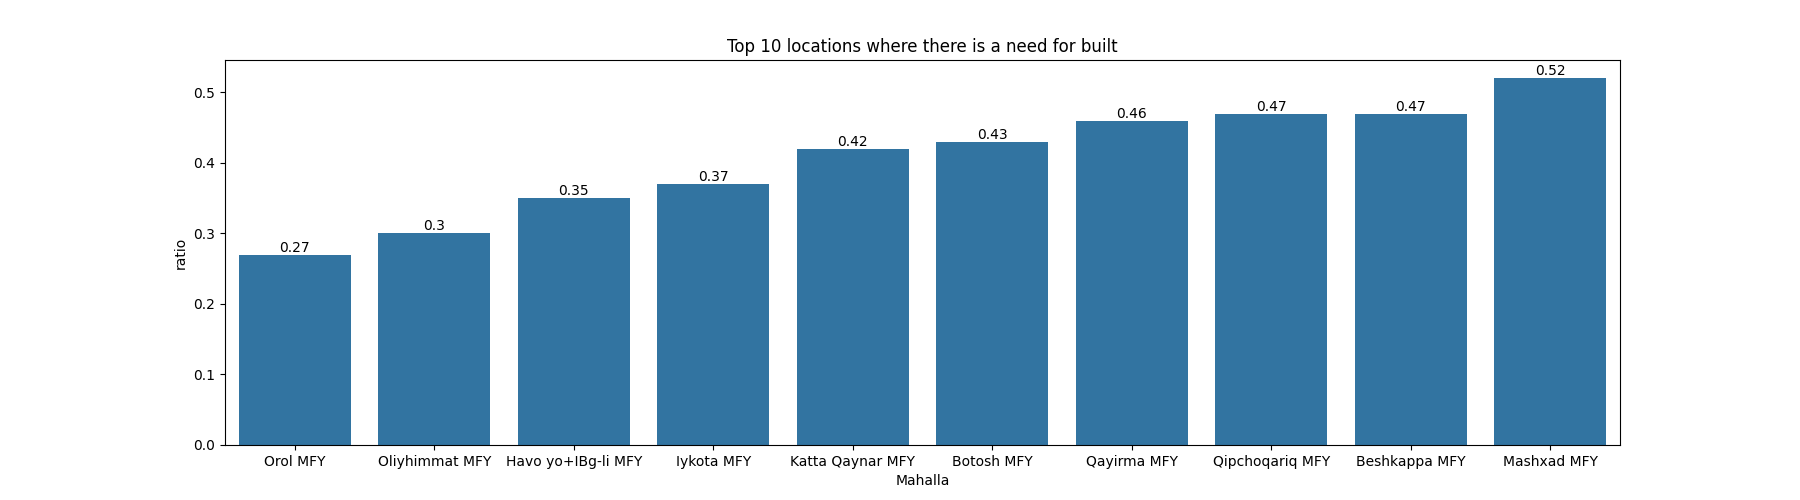 Top 10 locations where there is a need for built
ratio
0.5
0.4
0.3
0.2
0.1
0.0
0.27
0.3
0.35
0.37
0.42
0.43
0.46
0.47
0.47
0.52
Orol MFY
Oliyhimmat MFY
Havo yo+IBg-li MFY
Iykota MFY
Katta Qaynar MFY
Botosh MFY
Qayirma MFY
Qipchoqariq MFY
Beshkappa MFY
Mashxad MFY
Mahalla